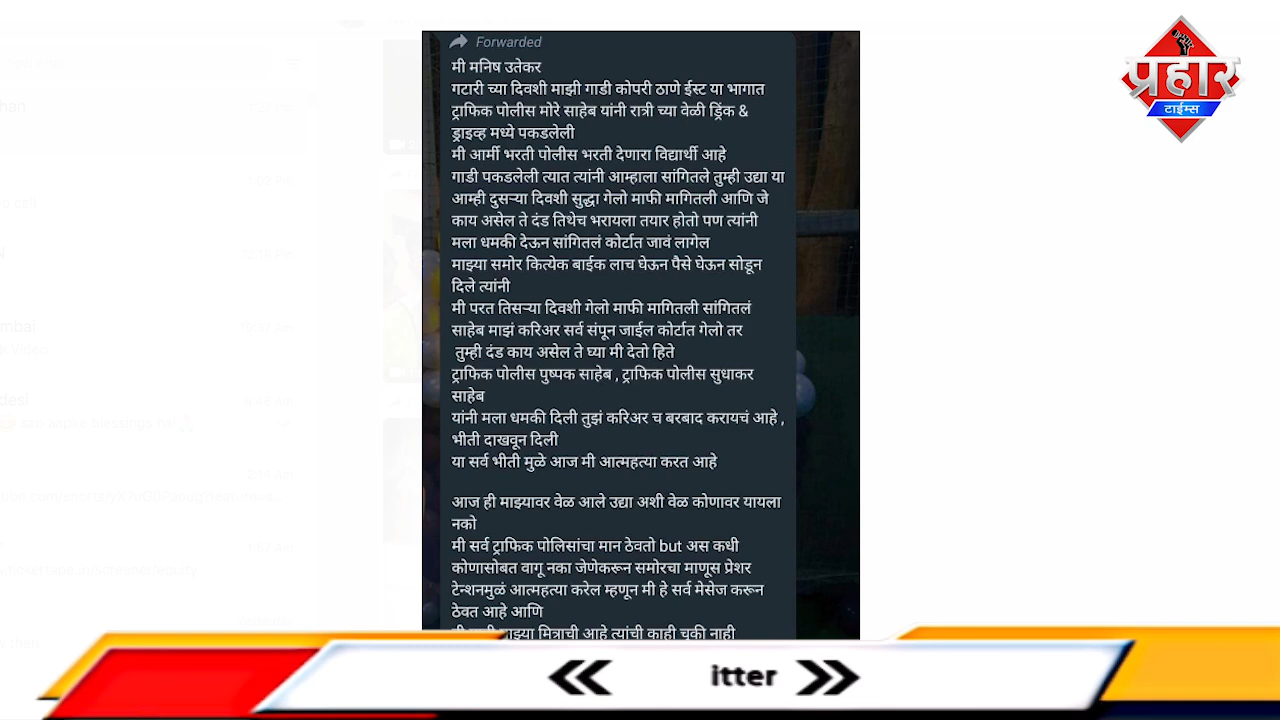 Forwarded
मी मनिष उतेकर
गटारी च्या दिवशी माझी गाडी कोपरी ठाणे ईस्ट या भागात
ट्राफिक पोलीस मोरे साहेब यांनी रात्री च्या वेळी ड्रिंक &
ड्राइव्ह मध्ये पकडलेली
मी आर्मी भरती पोलीस भरती देणारा विद्यार्थी आहे
गाडी पकडलेली त्यात त्यांनी आम्हाला सांगितले तुम्ही उद्या या
आम्ही दुसऱ्या दिवशी सुद्धा गेलो माफी मागितली आणि जे
काय असेल ते दंड तिथेच भरायला तयार होतो पण त्यांनी
मला धमकी देऊन सांगितलं कोर्टात जावं लागेल
माझ्या समोर कित्येक बाईक लाच घेऊन पैसे घेऊन सोडून
दिले त्यांनी
मी परत तिसऱ्या दिवशी गेलो माफी मागितली सांगितलं
साहेब माझं करिअर सर्व संपून जाईल कोर्टात गेलो तर
तुम्ही दंड काय असेल ते घ्या मी देतो हिते
ट्राफिक पोलीस पुष्पक साहेब , ट्राफिक पोलीस सुधाकर
साहेब
यांनी मला धमकी दिली तुझं करिअर च बरबाद करायचं आहे ,
भीती दाखवून दिली
या सर्व भीती मुळे आज मी आत्महत्या करत आहे
आज ही माझ्यावर वेळ आले उद्या अशी वेळ कोणावर यायला
नको
मी सर्व ट्राफिक पोलिसांचा मान ठेवतो but अस कधी
कोणासोबत वागू नका जेणेकरून समोरचा माणूस प्रेशर
टेन्शनमुळं आत्महत्या करेल म्हणून मी हे सर्व मेसेज करून
ठेवत आहे आणि
माझ्या मित्राची आहे त्यांची काही चुकी नाही
प्रहार
टाईम्स
itter